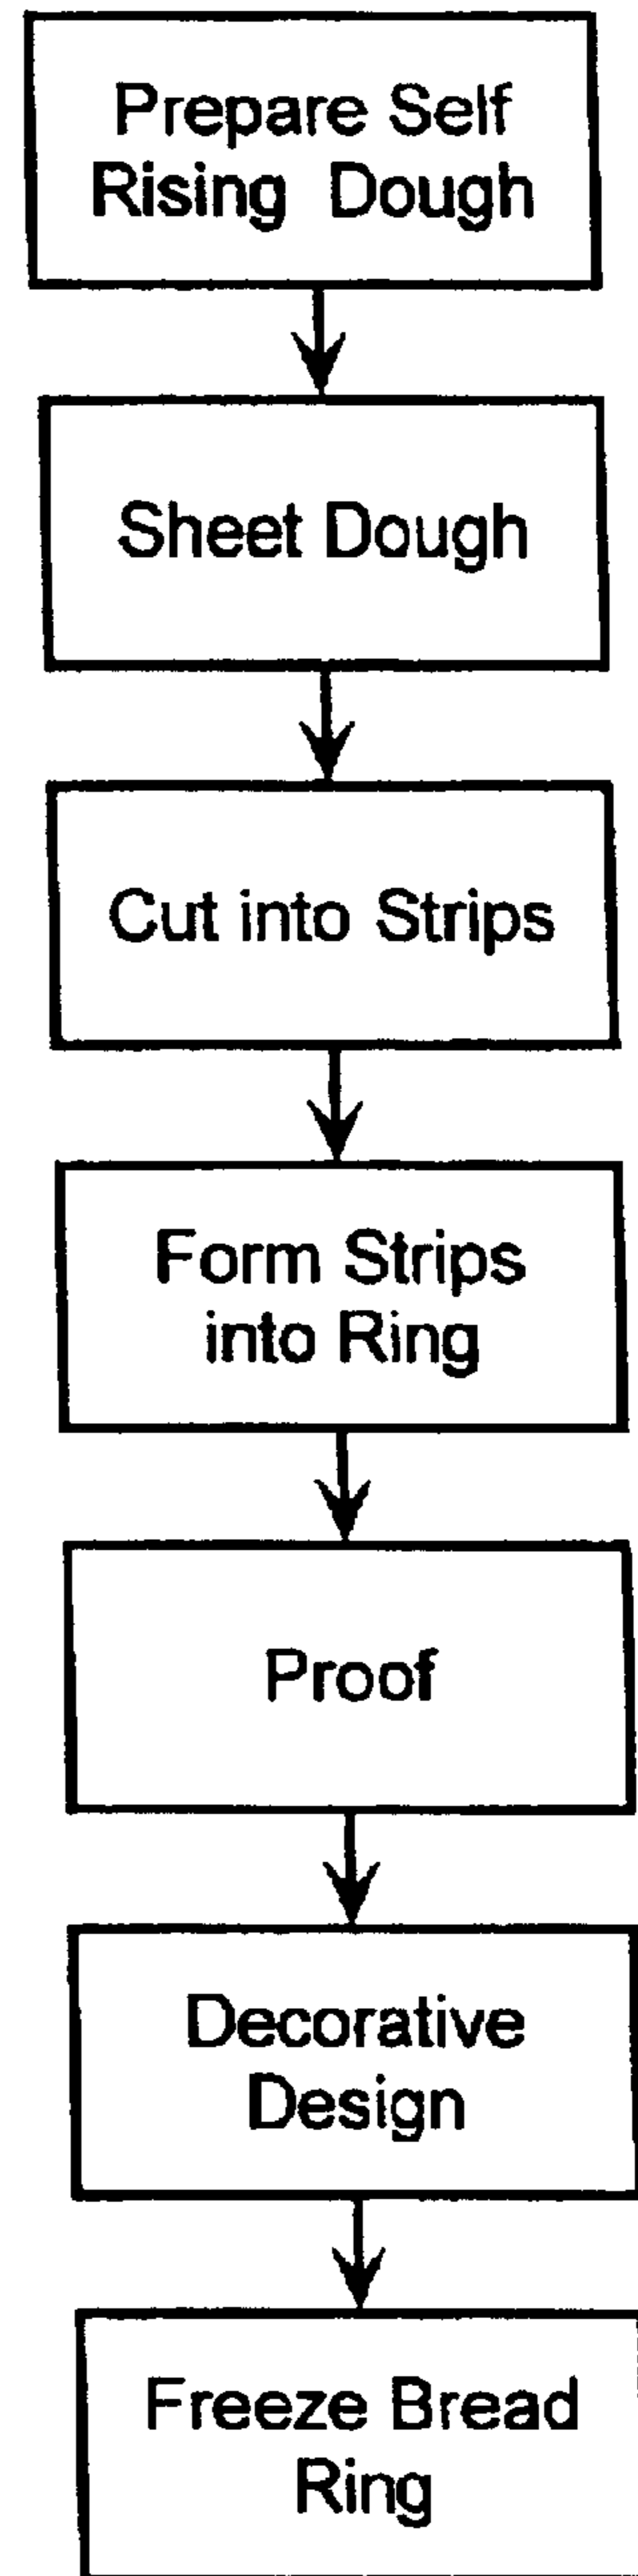 Prepare Self
Rising Dough
Sheet Dough
Cut into Strips
Form Strips
into Ring
Proof
Decorative
Design
Freeze Bread
Ring